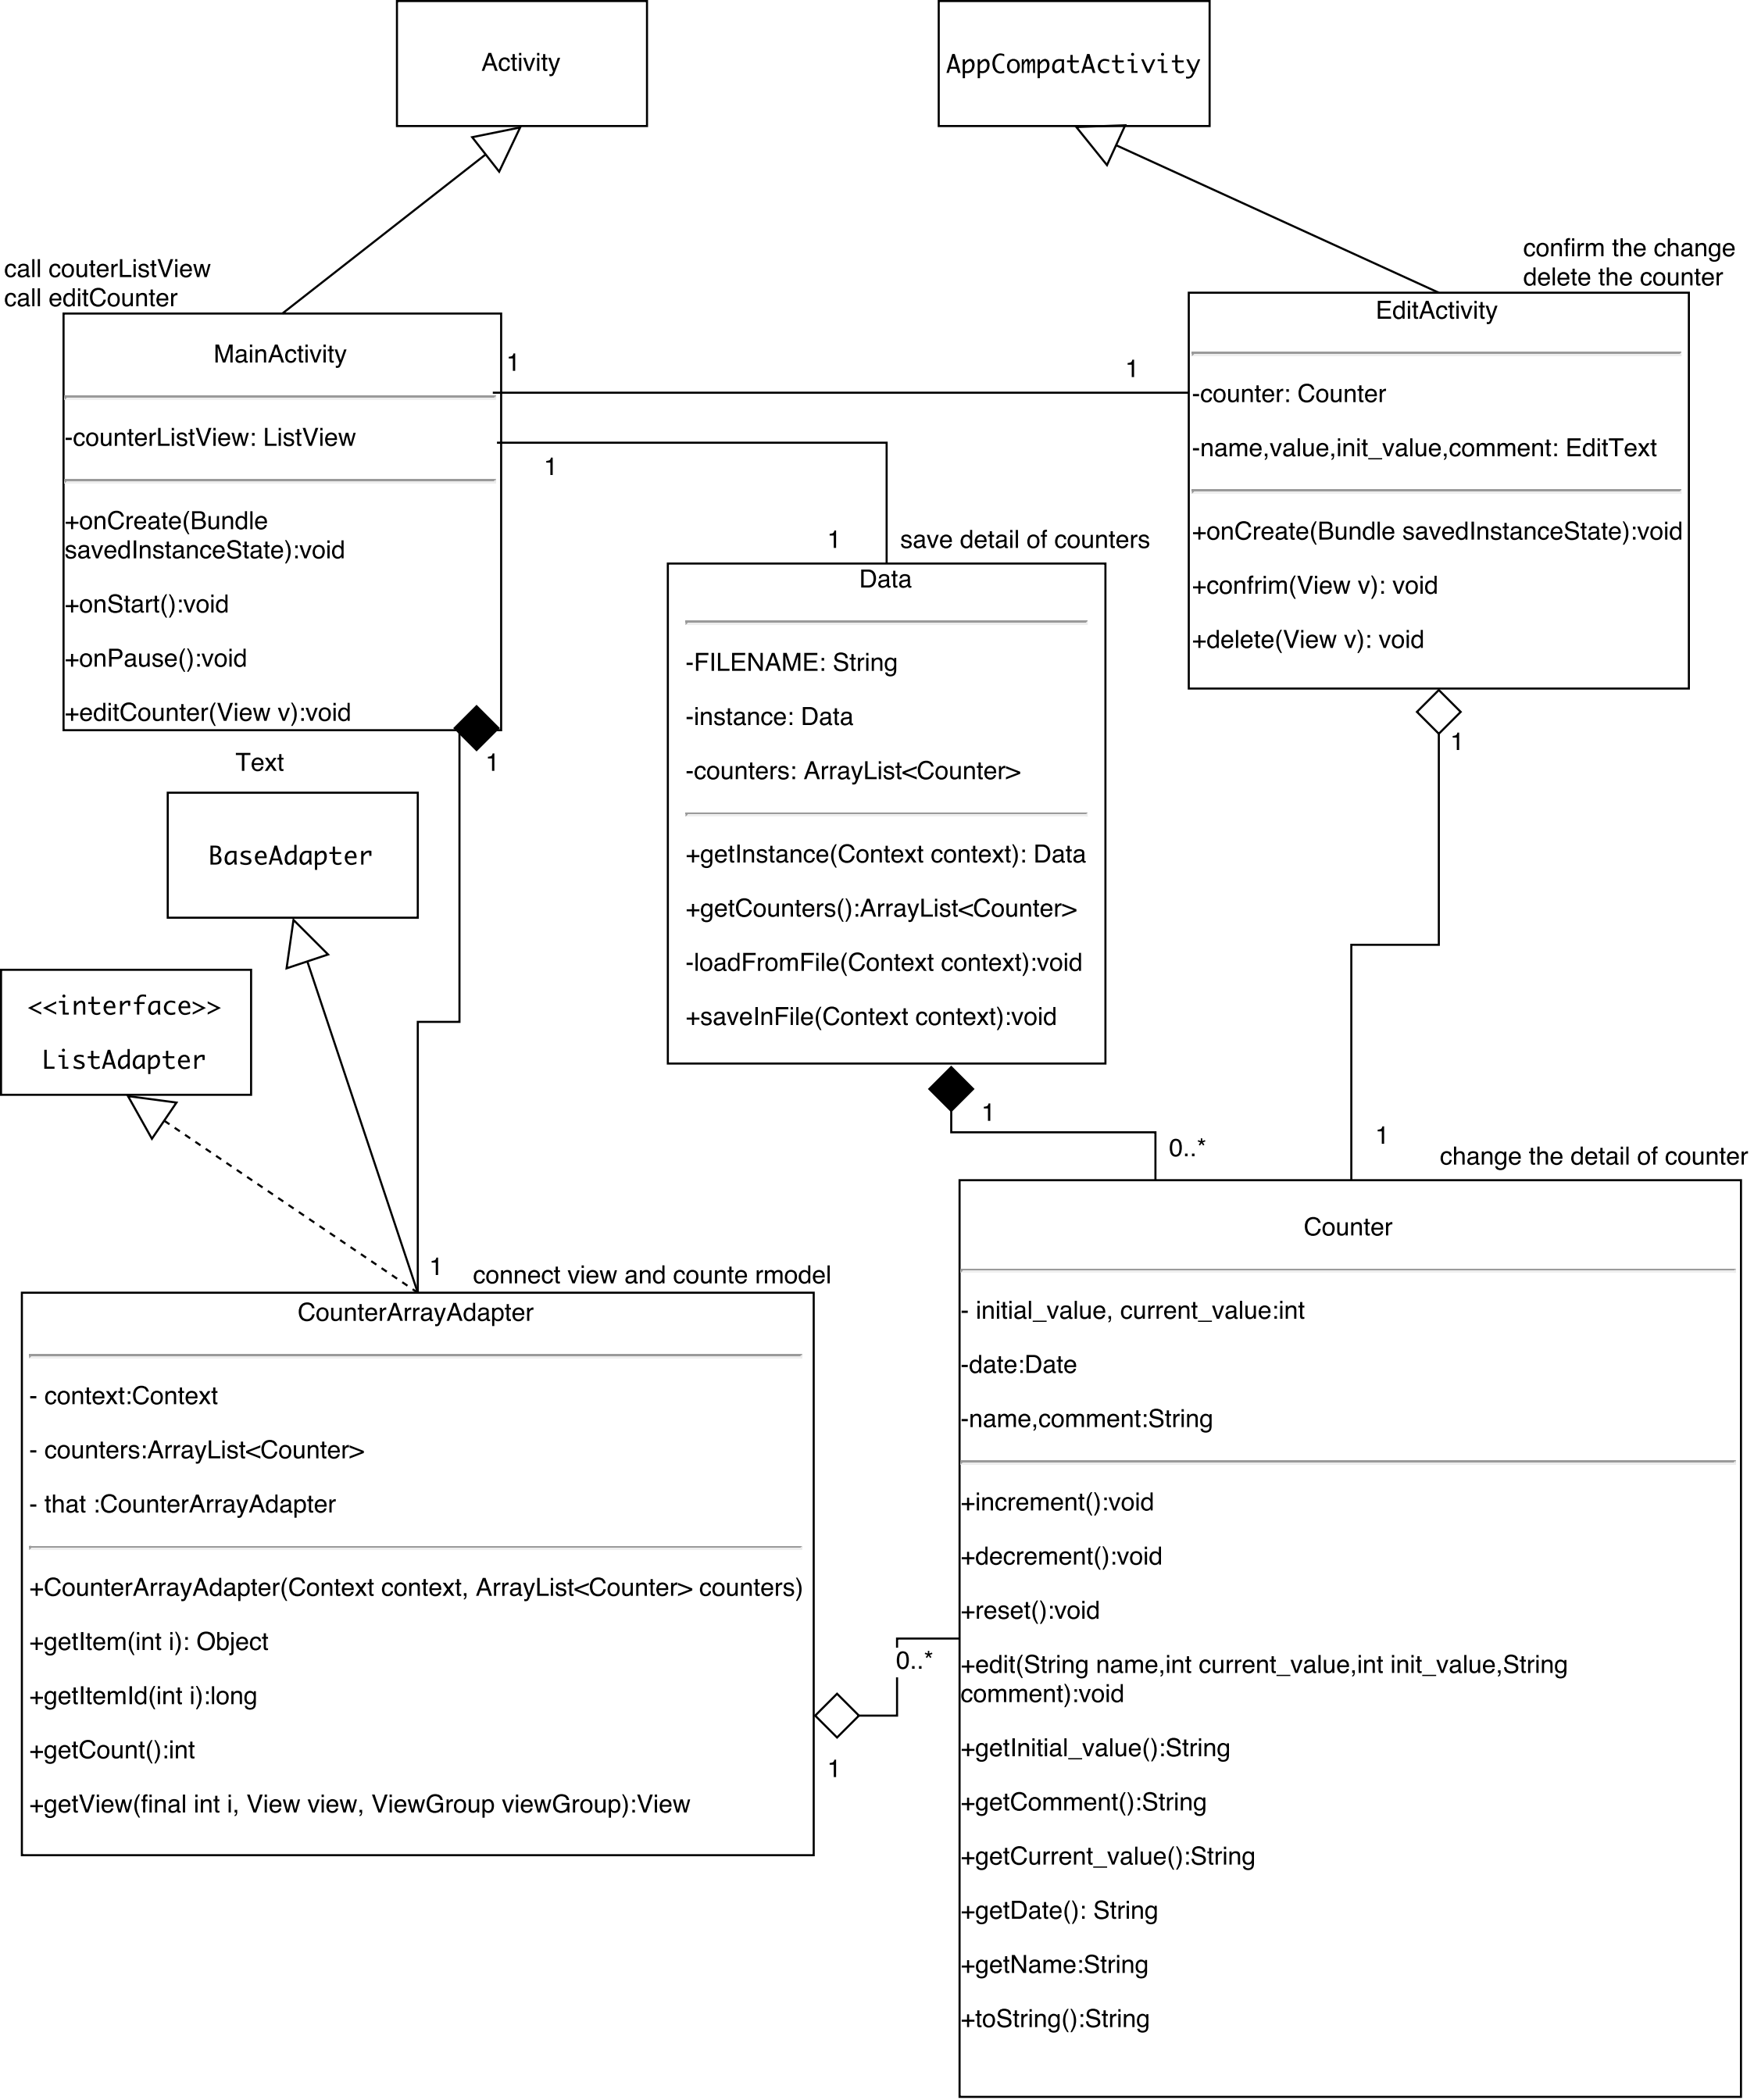 Activity
AppCompatActivity
call couterListView
call editCounter
MainActivity
-counterListView: ListView
+onCreate(Bundle
savedInstanceState):void
+onStart():void
+onPause():void
+editCounter(View v):void
1
1
confirm the change
delete the counter
EditActivity
-counter: Counter
-name,value,init_value,comment: EditText
+onCreate(Bundle savedInstanceState):void
+confrim(View v): void
+delete(View v): void
1
1
save detail of counters
Data
-FILENAME: String
-instance: Data
-counters: ArrayList<Counter>
+getInstance(Context context): Data
+getCounters():ArrayList<Counter>
-loadFromFile(Context context):void
+saveInFile(Context context):void
1
1
Text
BaseAdapter
<<interface>>
ListAdapter
1
0..*
1
change the detail of counter
1
connect view and counte rmodel
CounterArrayAdapter
- context:Context
- counters:ArrayList<Counter>
- that :CounterArrayAdapter
+CounterArrayAdapter(Context context, ArrayList<Counter> counters)
+getItem(int i): Object
+getItemId(int i):long
+getCount():int
+getView(final int i, View view, ViewGroup viewGroup):View
0..*
1
Counter
- initial_value, current_value:int
-date:Date
-name,comment:String
+increment():void
+decrement():void
+reset():void
+edit(String name,int current_value,int init_value,String
comment):void
+getInitial_value():String
+getComment():String
+getCurrent_value():String
+getDate(): String
+getName:String
+toString():String